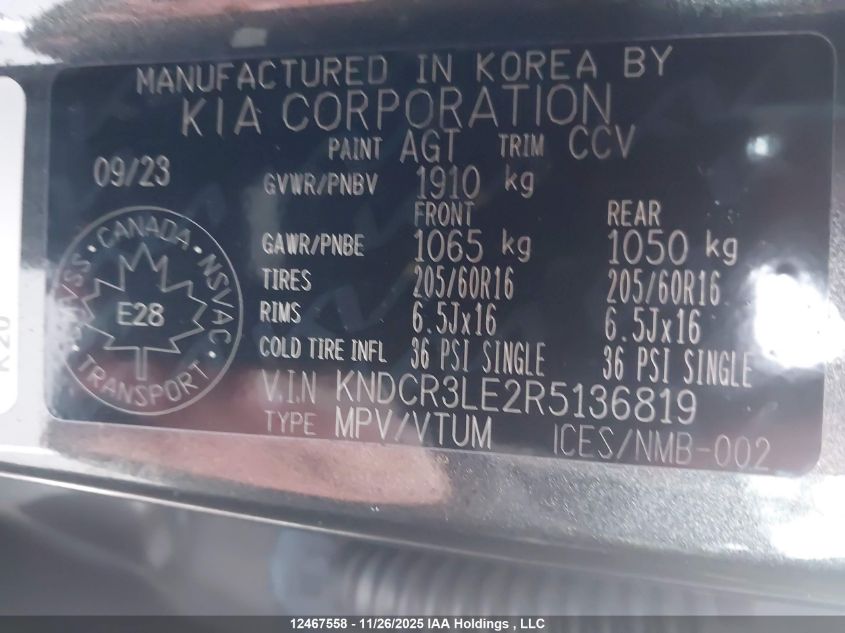 MANUFACTURED IN KOREA BY
KIA CORPORATION
PAINT AGT TRIM CCV
09/23
GVWR/PNBV 1910 kg
FRONT REAR
GAWR/PNBE 1065 kg 1050 kg
TIRES 205/60R16 205/60R16
RIMS 6.5Jx16 6.5Jx16
COLD TIRE INFL 36 PSI SINGLE 36 PSI SINGLE
V.I.N KNDCR3LE2R5136819
TYPE MPV/VTUM ICES/NMB-002
CANADA · NSVAC ·
E28
TRANSPORT
12467558 - 11/26/2025 IAA Holdings , LLC